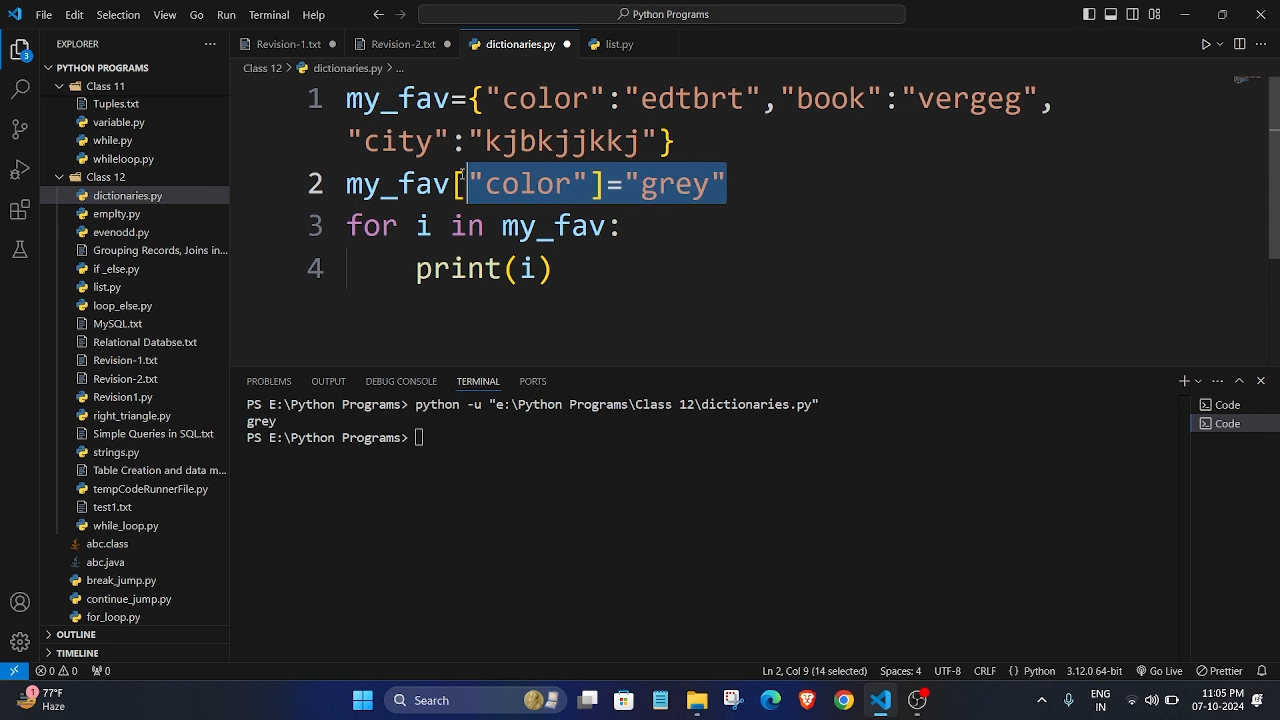 File Edit Selection View Go Run Terminal Help Python Programs
EXPLORER
3
PYTHON PROGRAMS
Class 11
Tuples.txt
variable.py
while.py
whileloop.py
Class 12
dictionaries.py
empIty.py
evenodd.py
Grouping Records, Joins in...
if _else.py
list.py
loop_else.py
MySQL.txt
Relational Databse.txt
Revision-1.txt
Revision-2.txt
Revision1.py
right_triangle.py
Simple Queries in SQL.txt
strings.py
Table Creation and data m...
tempCodeRunnerFile.py
test1.txt
while_loop.py
abc.class
abc.java
break_jump.py
continue_jump.py
for_loop.py
OUTLINE
TIMELINE
Revision-1.txt Revision-2.txt dictionaries.py list.py
Class 12 > dictionaries.py > ...
1 my_fav={"color":"edtbrt","book":"vergeg",
"city":"kjbkjjkkj"}
2 my_fav["color"]="grey"
3 for i in my_fav:
4 print(i)
PROBLEMS OUTPUT DEBUG CONSOLE TERMINAL PORTS
PS E:\Python Programs> python -u "e:\Python Programs\Class 12\dictionaries.py"
grey
PS E:\Python Programs>
Code
Code
0 0 0 Ln 2, Col 9 (14 selected) Spaces: 4 UTF-8 CRLF {} Python 3.12.0 64-bit Go Live Prettier
1 77°F
Haze
Search
ENG
IN
11:05 PM
07-10-2024